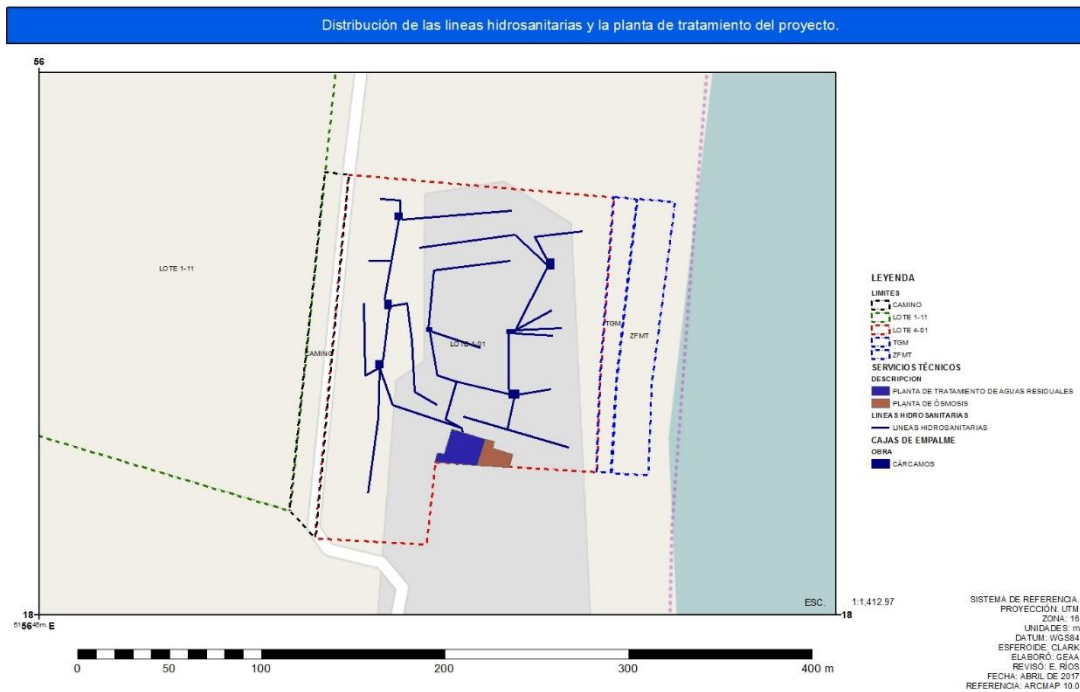 Distribución de las lineas hidrosanitarias y la planta de tratamiento del proyecto.
56
LOTE 1-11
CAMINO
LOTE 4-01
TGM
ZFMT
LEYENDA
LIMITES
CAMINO
LOTE 1-11
LOTE 4-01
TGM
ZFMT
SERVICIOS TÉCNICOS
DESCRIPCION
PLANTA DE TRATAMIENTO DE AGUAS RESIDUALES
PLANTA DE ÓSMOSIS
LINEAS HIDROSANITARIAS
LINEAS HIDROSANITARIAS
CAJAS DE EMPALME
OBRA
CÁRCAMOS
ESC. 1:1,412.97
18
18
56 E
0 50 100 200 300 400 m
SISTEMA DE REFERENCIA.
PROYECCIÓN: UTM
ZONA: 16
UNIDADES: m
DATUM: WGS84
ESFEROIDE: CLARK
ELABORÓ: GEAA
REVISÓ: E. RÍOS
FECHA: ABRIL DE 2017
REFERENCIA: ARCMAP 10.0